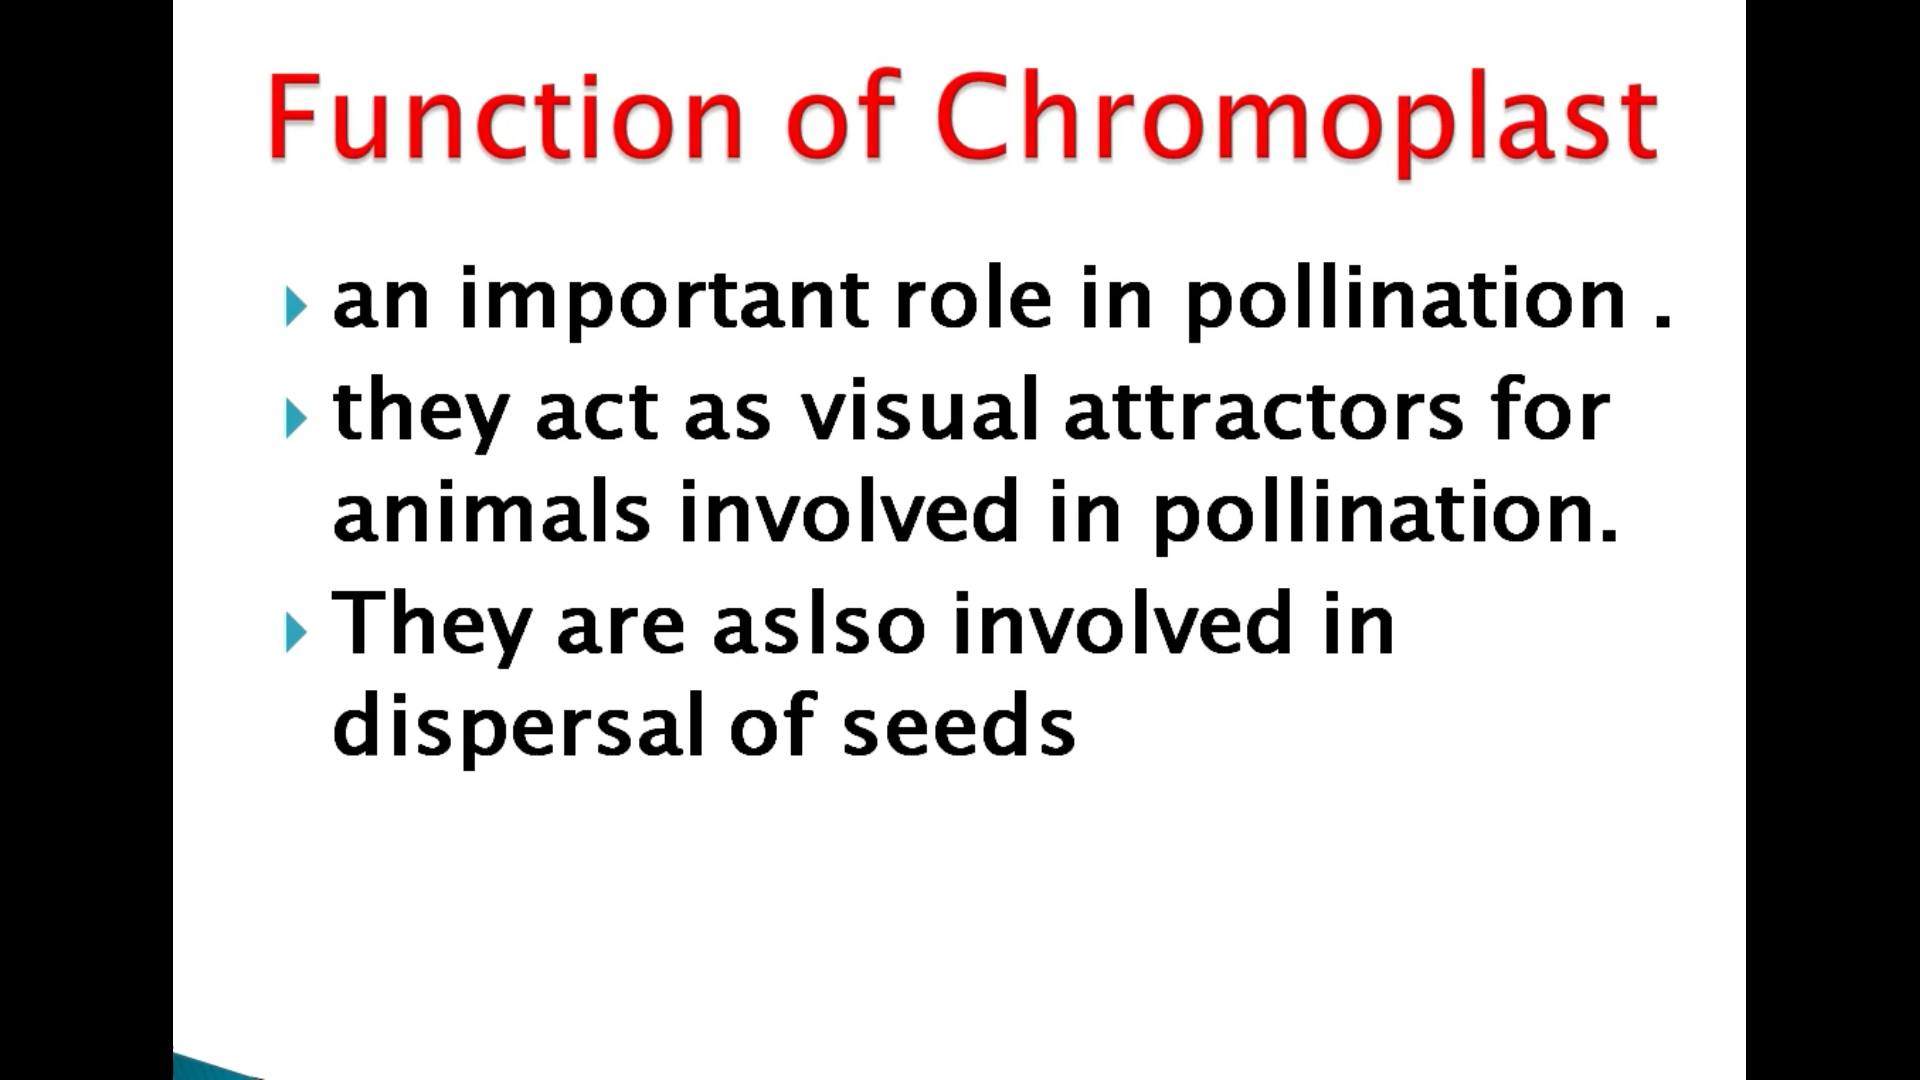 Function of Chromoplast
an important role in pollination .
they act as visual attractors for
animals involved in pollination.
They are aslso involved in
dispersal of seeds